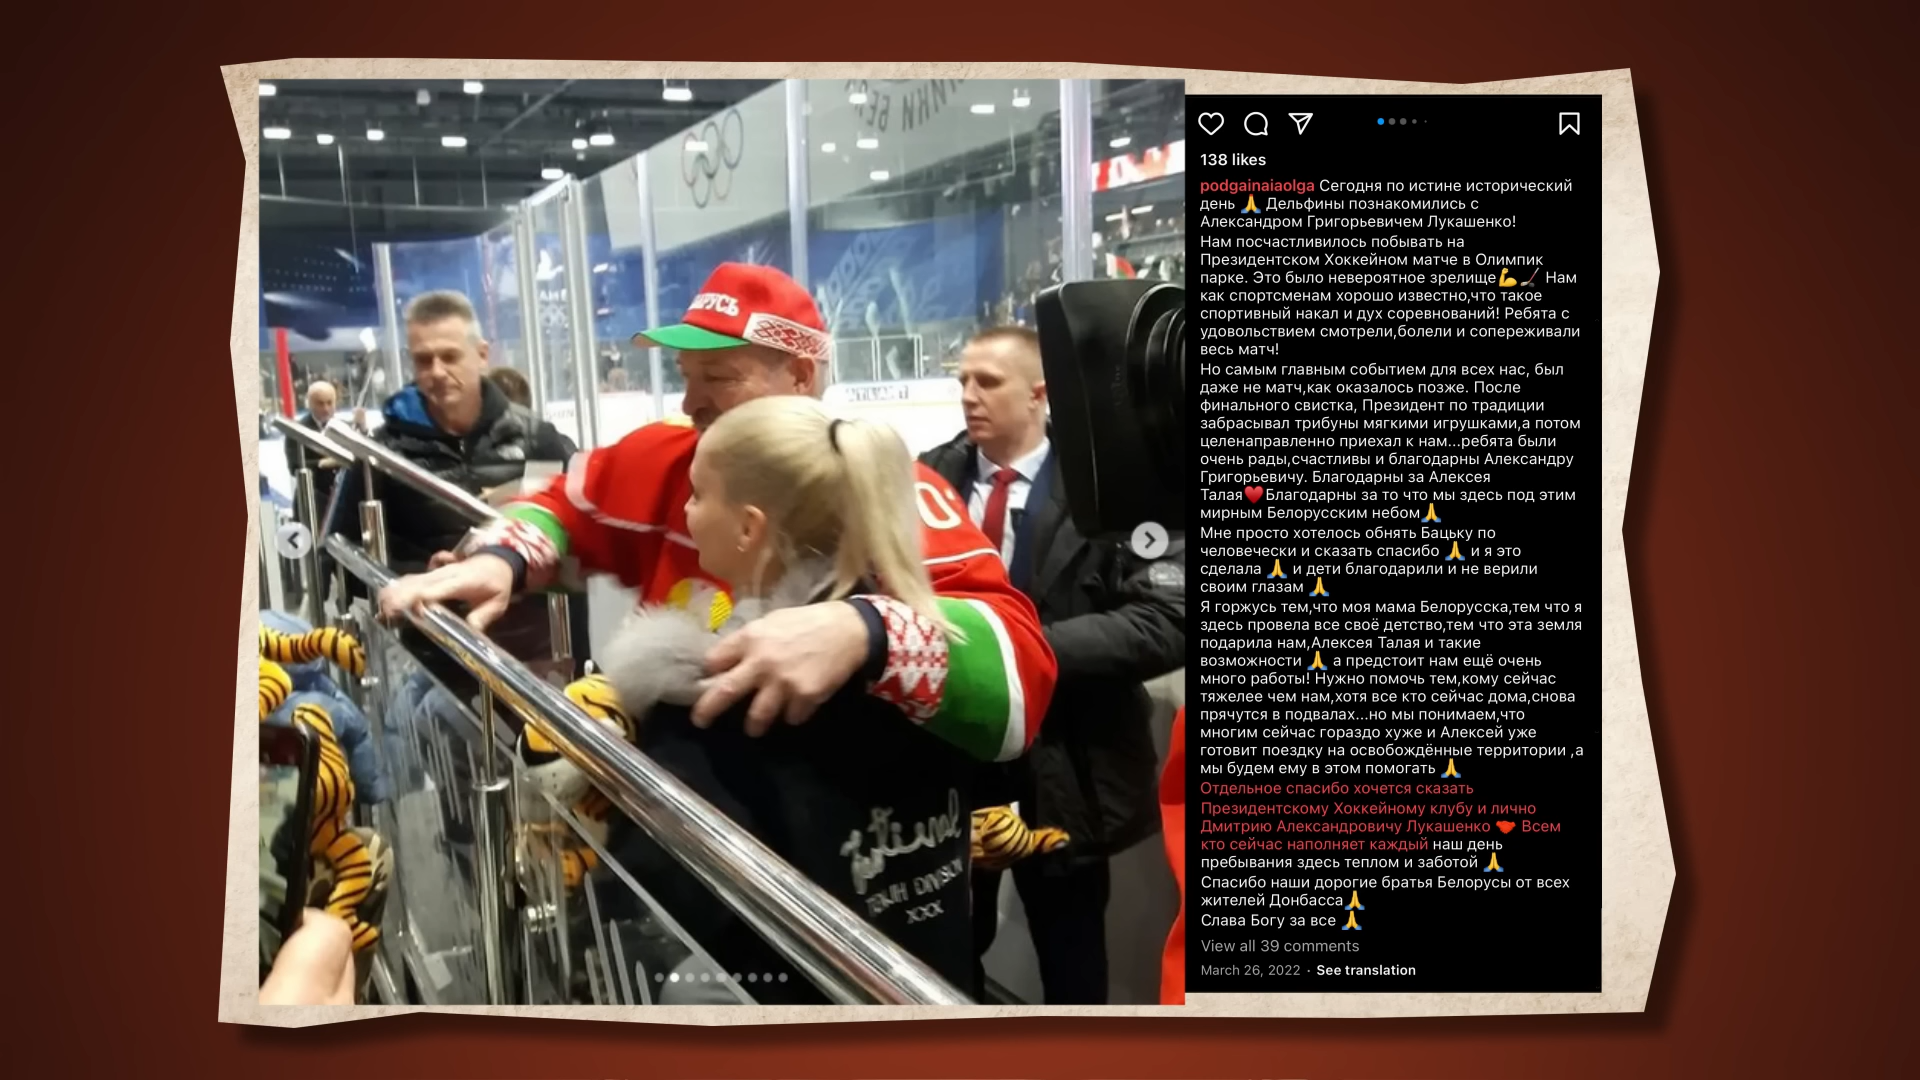 НИКИ БЕЛ
138 likes
podgainaiaolga Сегодня по истине исторический
день 🙏 Дельфины познакомились с
Александром Григорьевичем Лукашенко!
Нам посчастливилось побывать на
Президентском Хоккейном матче в Олимпик
парке. Это было невероятное зрелище💪🏒 Нам
как спортсменам хорошо известно,что такое
спортивный накал и дух соревнований! Ребята с
удовольствием смотрели,болели и сопереживали
весь матч!
Но самым главным событием для всех нас, был
даже не матч,как оказалось позже. После
финального свистка, Президент по традиции
забрасывал трибуны мягкими игрушками,а потом
целенаправленно приехал к нам...ребята были
очень рады,счастливы и благодарны Александру
Григорьевичу. Благодарны за Алексея
Талая♥️Благодарны за то что мы здесь под этим
мирным Белорусским небом🙏
Мне просто хотелось обнять Бацьку по
человечески и сказать спасибо 🙏 и я это
сделала 🙏 и дети благодарили и не верили
своим глазам 🙏
Я горжусь тем,что моя мама Белорусска,тем что я
здесь провела все своё детство,тем что эта земля
подарила нам,Алексея Талая и такие
возможности 🙏 а предстоит нам ещё очень
много работы! Нужно помочь тем,кому сейчас
тяжелее чем нам,хотя все кто сейчас дома,снова
прячутся в подвалах...но мы понимаем,что
многим сейчас гораздо хуже и Алексей уже
готовит поездку на освобождённые территории ,а
мы будем ему в этом помогать 🙏
Отдельное спасибо хочется сказать
Президентскому Хоккейному клубу и лично
Дмитрию Александровичу Лукашенко 🤝 Всем
кто сейчас наполняет каждый наш день
пребывания здесь теплом и заботой 🙏
Спасибо наши дорогие братья Белорусы от всех
жителей Донбасса🙏
Слава Богу за все 🙏
View all 39 comments
March 26, 2022 · See translation
АРУСЬ
XXX